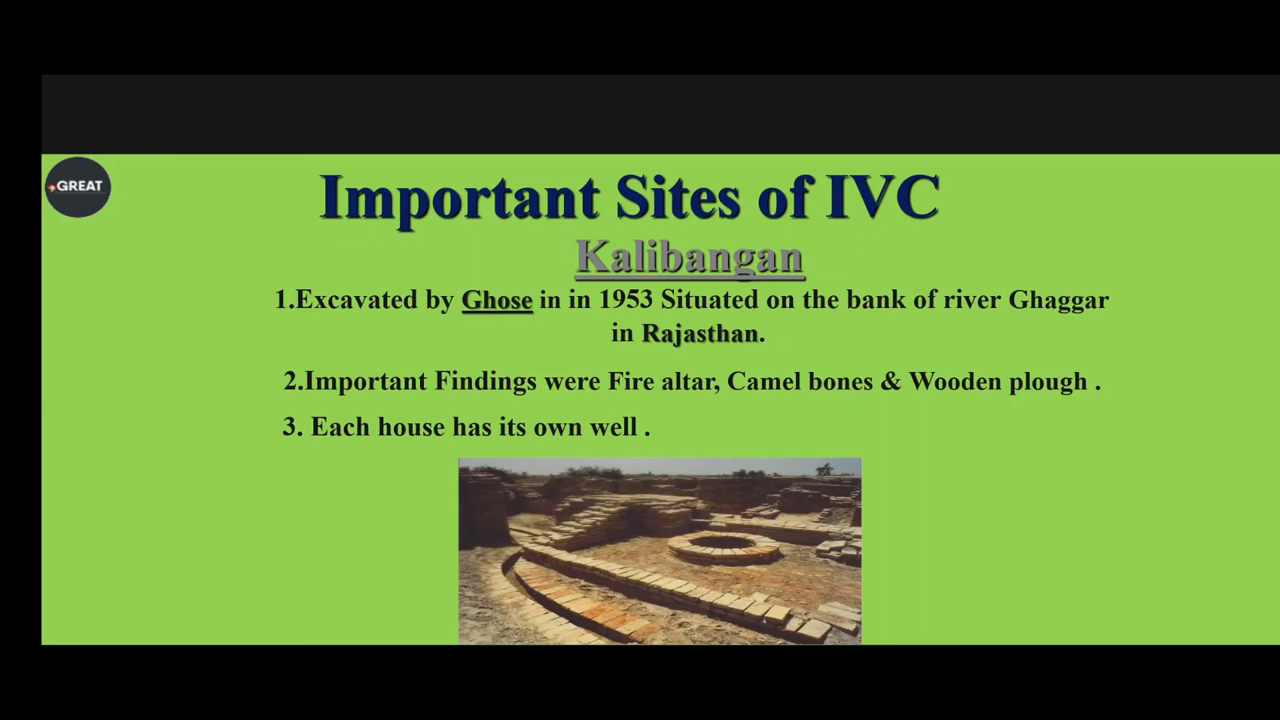 GREAT
Important Sites of IVC
Kalibangan
1.Excavated by Ghose in in 1953 Situated on the bank of river Ghaggar
in Rajasthan.
2.Important Findings were Fire altar, Camel bones & Wooden plough .
3. Each house has its own well .